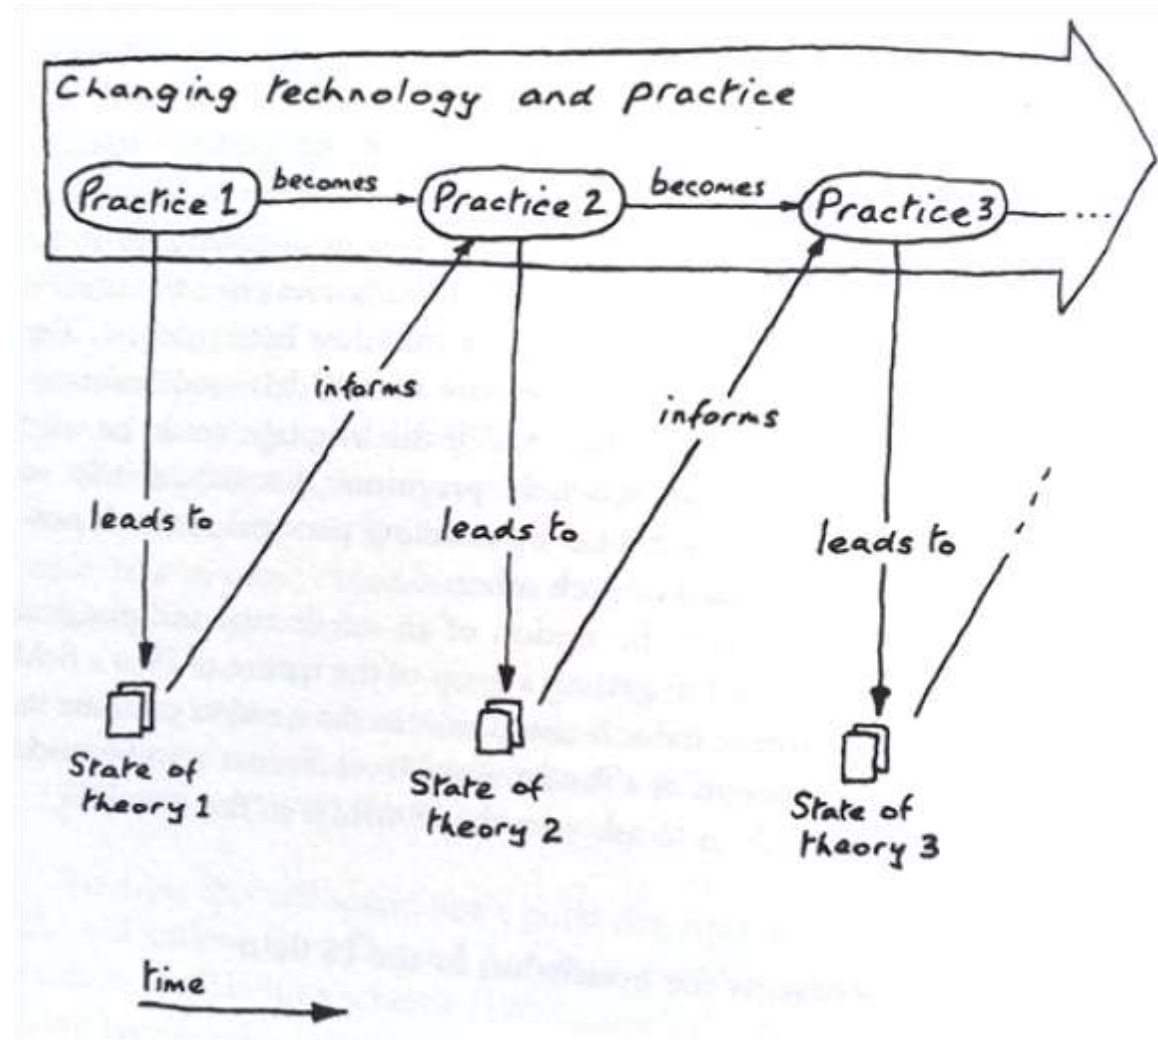 Changing technology and practice
Practice 1
becomes
Practice 2
becomes
Practice 3
...
informs
informs
leads to
leads to
leads to
State of
theory 1
State of
theory 2
State of
theory 3
time